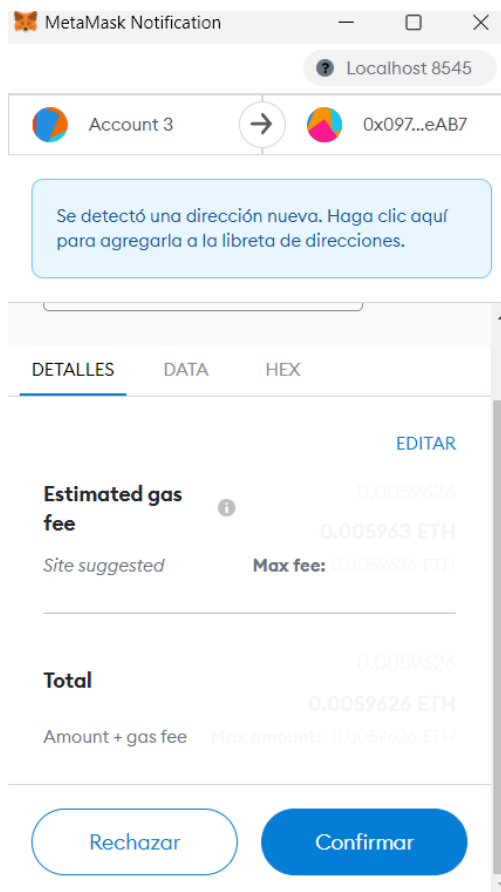 MetaMask Notification
Localhost 8545
Account 3
0x097...eAB7
Se detectó una dirección nueva. Haga clic aquí
para agregarla a la libreta de direcciones.
DETALLES DATA HEX
EDITAR
Estimated gas fee
0.0059626
0.005963 ETH
Site suggested
Max fee: 0.0059626 ETH
Total
0.0059626
0.0059626 ETH
Amount + gas fee
Max amount: 0.0059626 ETH
Rechazar
Confirmar